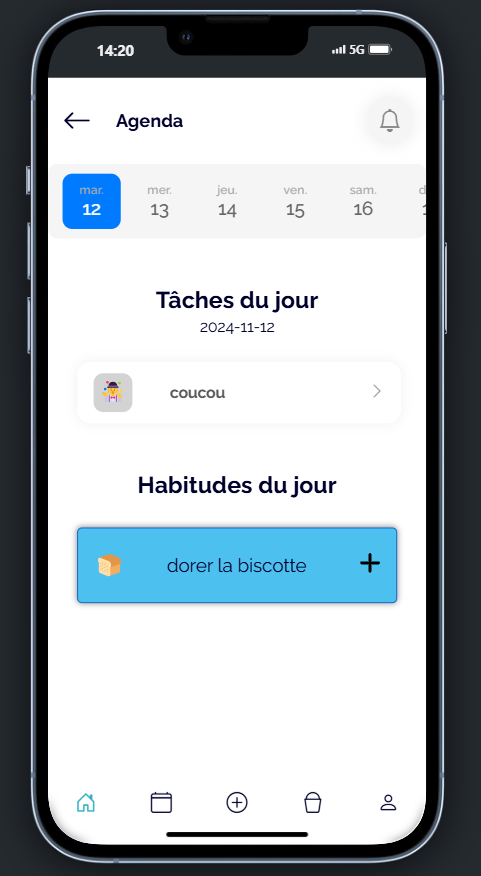 14:20
5G
Agenda
mar. mer. jeu. ven. sam.
12 13 14 15 16
Tâches du jour
2024-11-12
coucou
Habitudes du jour
dorer la biscotte